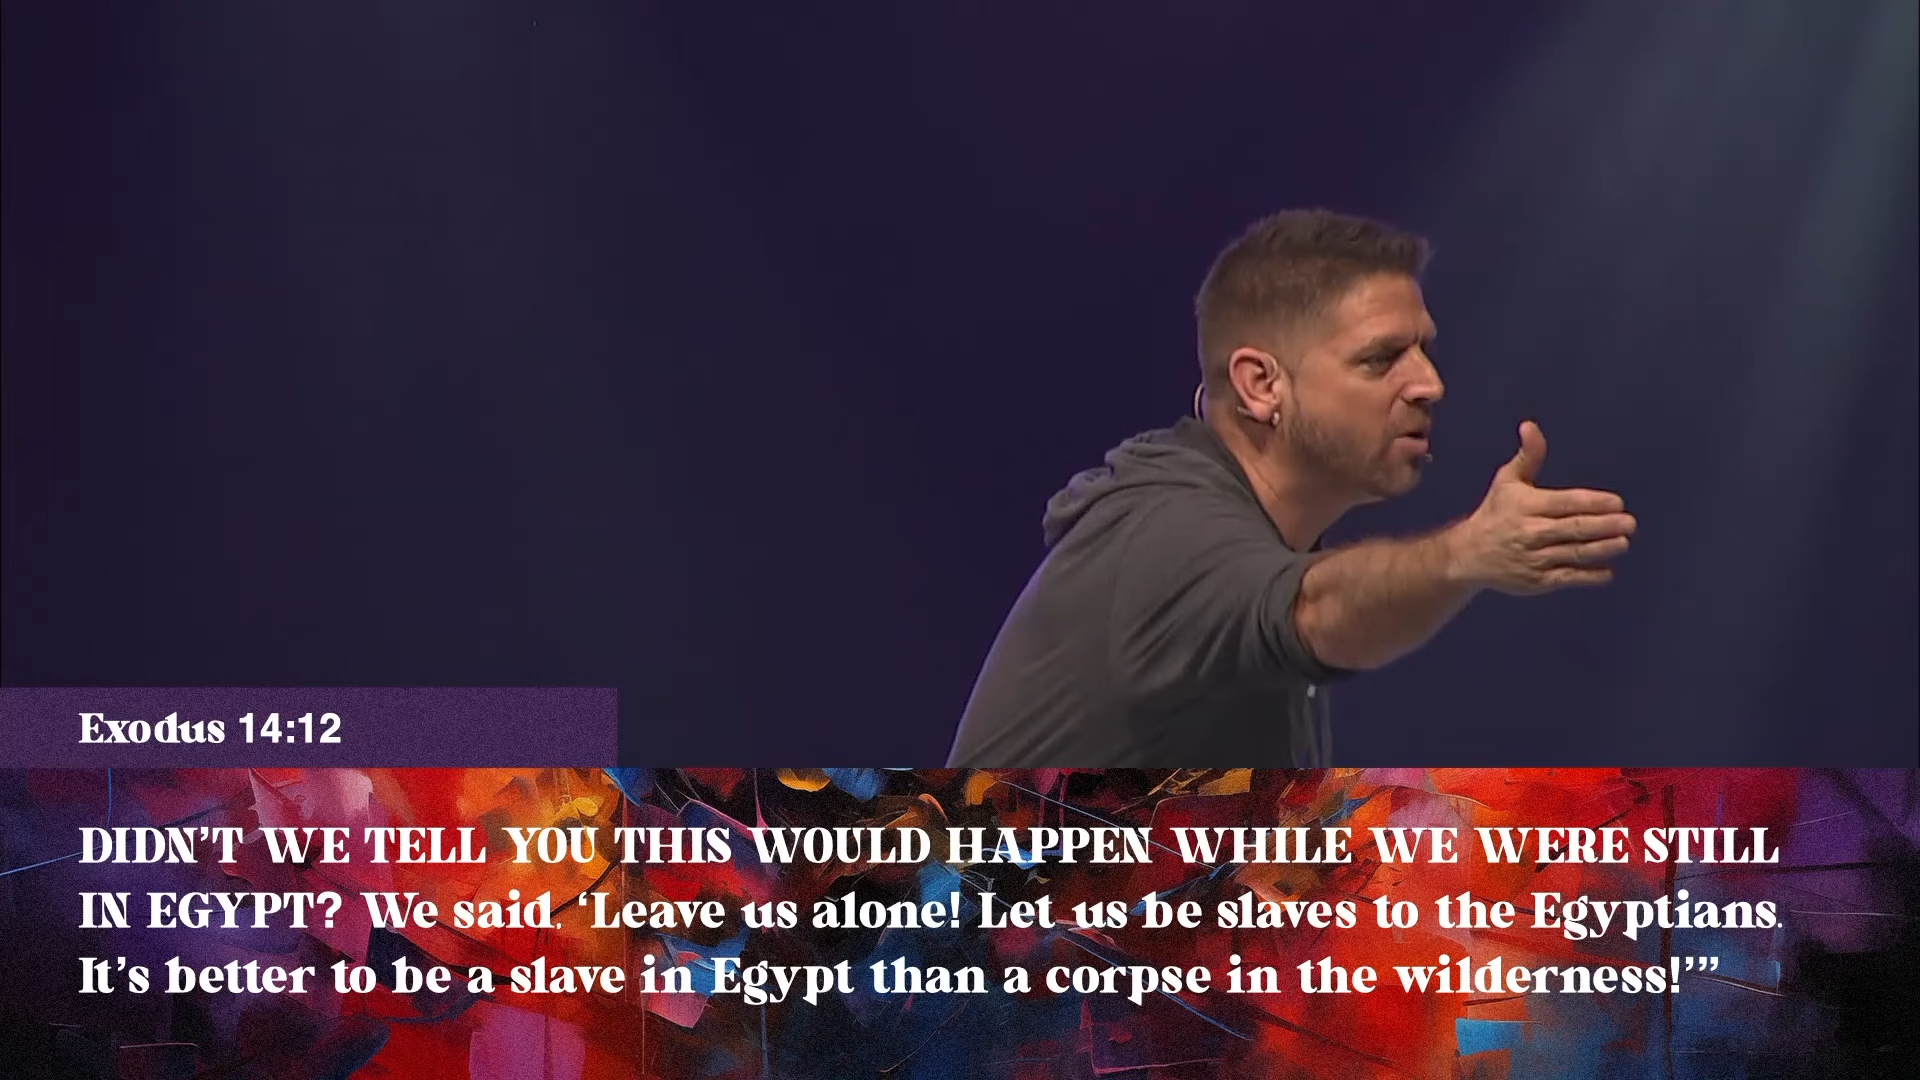 Exodus 14:12
DIDN’T WE TELL YOU THIS WOULD HAPPEN WHILE WE WERE STILL
IN EGYPT? We said, ‘Leave us alone! Let us be slaves to the Egyptians.
It’s better to be a slave in Egypt than a corpse in the wilderness!’”